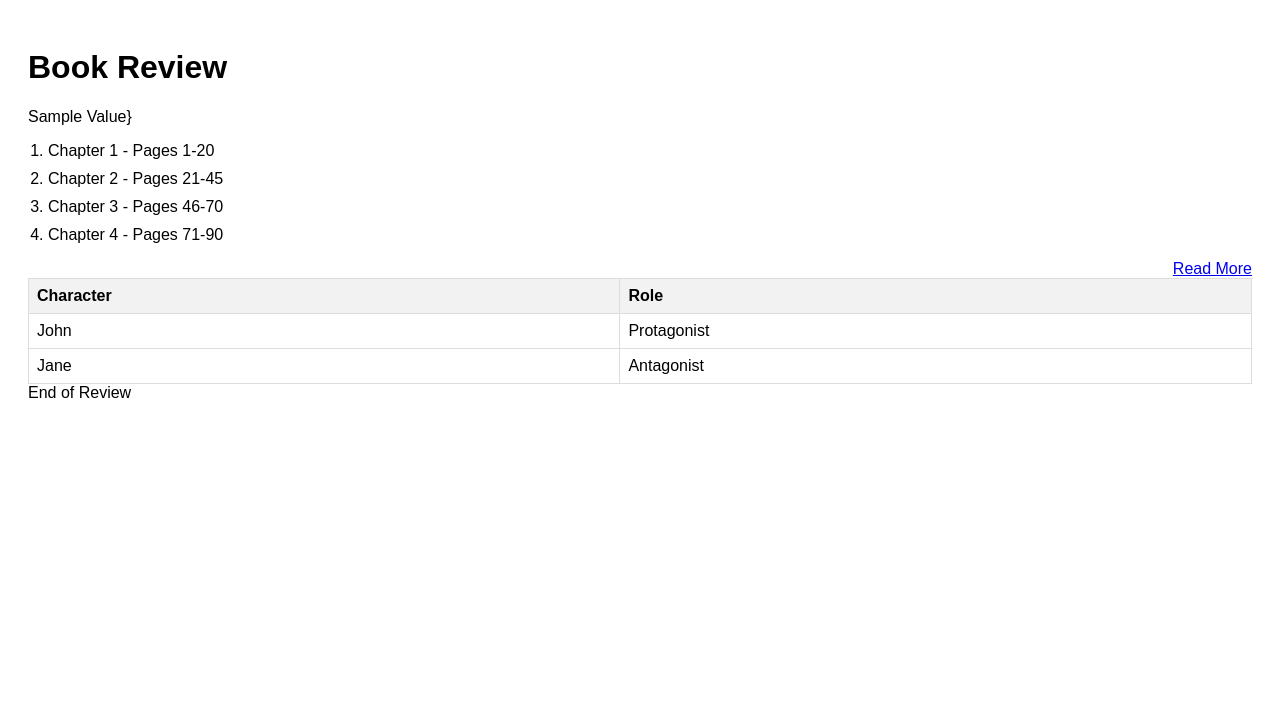 Book Review
Sample Value}
1. Chapter 1 - Pages 1-20
2. Chapter 2 - Pages 21-45
3. Chapter 3 - Pages 46-70
4. Chapter 4 - Pages 71-90
Read More
Character Role
John Protagonist
Jane Antagonist
End of Review